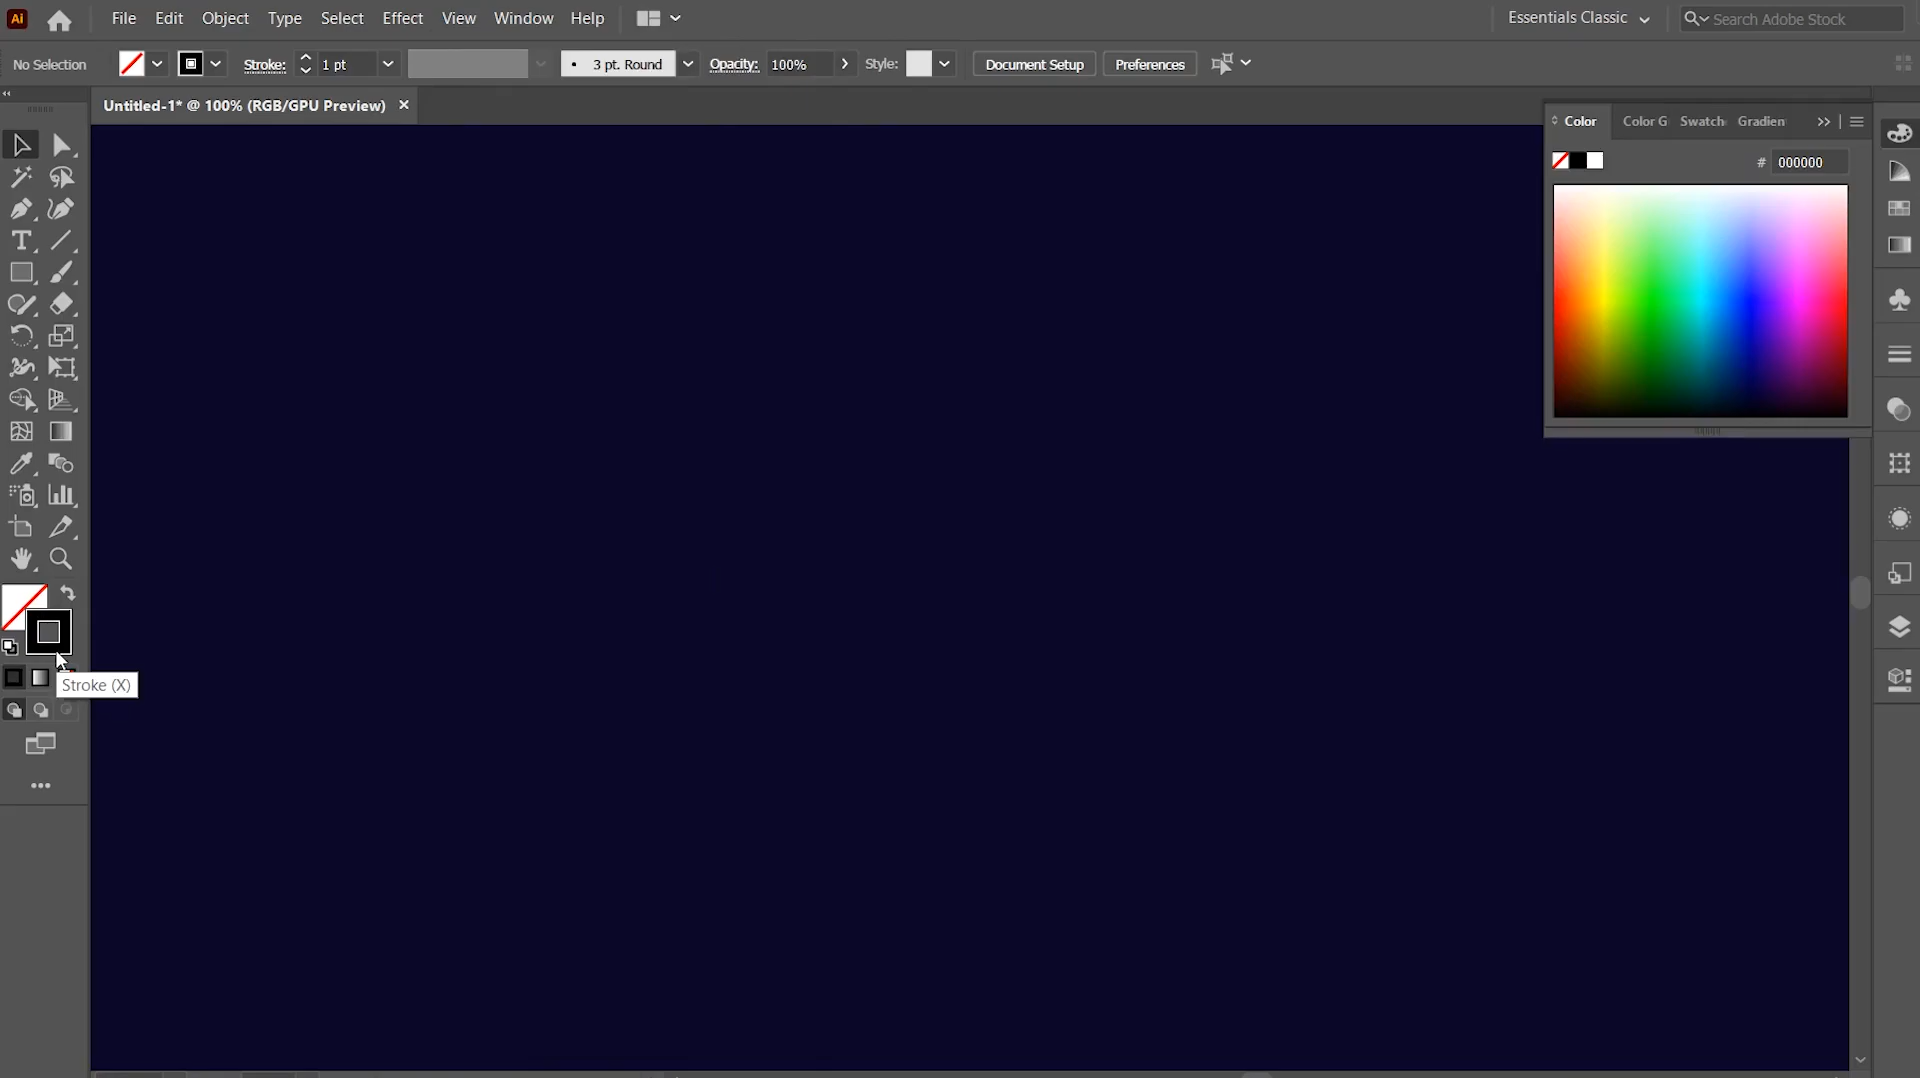 Ai File Edit Object Type Select Effect View Window Help Essentials Classic Search Adobe Stock
No Selection Stroke: 1 pt • 3 pt. Round Opacity: 100% Style: Document Setup Preferences
Untitled-1* @ 100% (RGB/GPU Preview) ×
Color Color G Swatch Gradien
# 000000
Stroke (X)